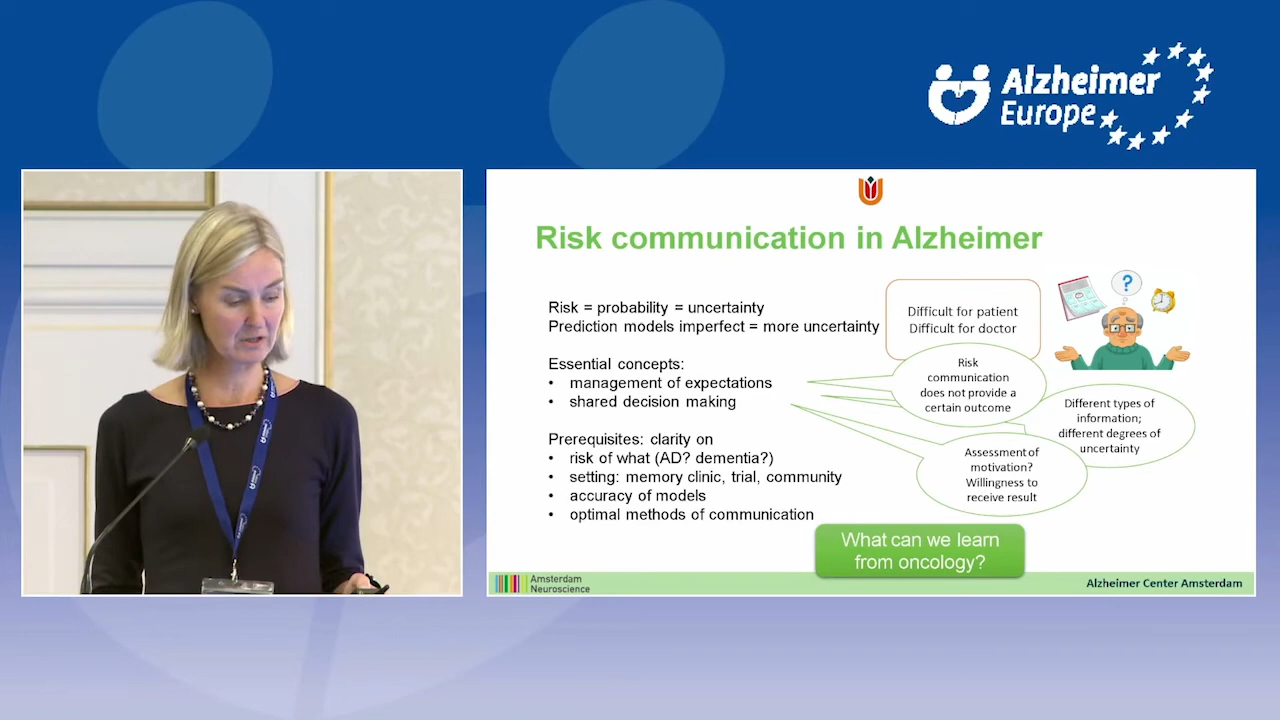 Alzheimer
Europe
Risk communication in Alzheimer
Risk = probability = uncertainty
Prediction models imperfect = more uncertainty
Essential concepts:
• management of expectations
• shared decision making
Prerequisites: clarity on
• risk of what (AD? dementia?)
• setting: memory clinic, trial, community
• accuracy of models
• optimal methods of communication
Difficult for patient
Difficult for doctor
?
Risk
communication
does not provide a
certain outcome
Different types of
information;
different degrees of
uncertainty
Assessment of
motivation?
Willingness to
receive result
What can we learn
from oncology?
Amsterdam
Neuroscience
Alzheimer Center Amsterdam